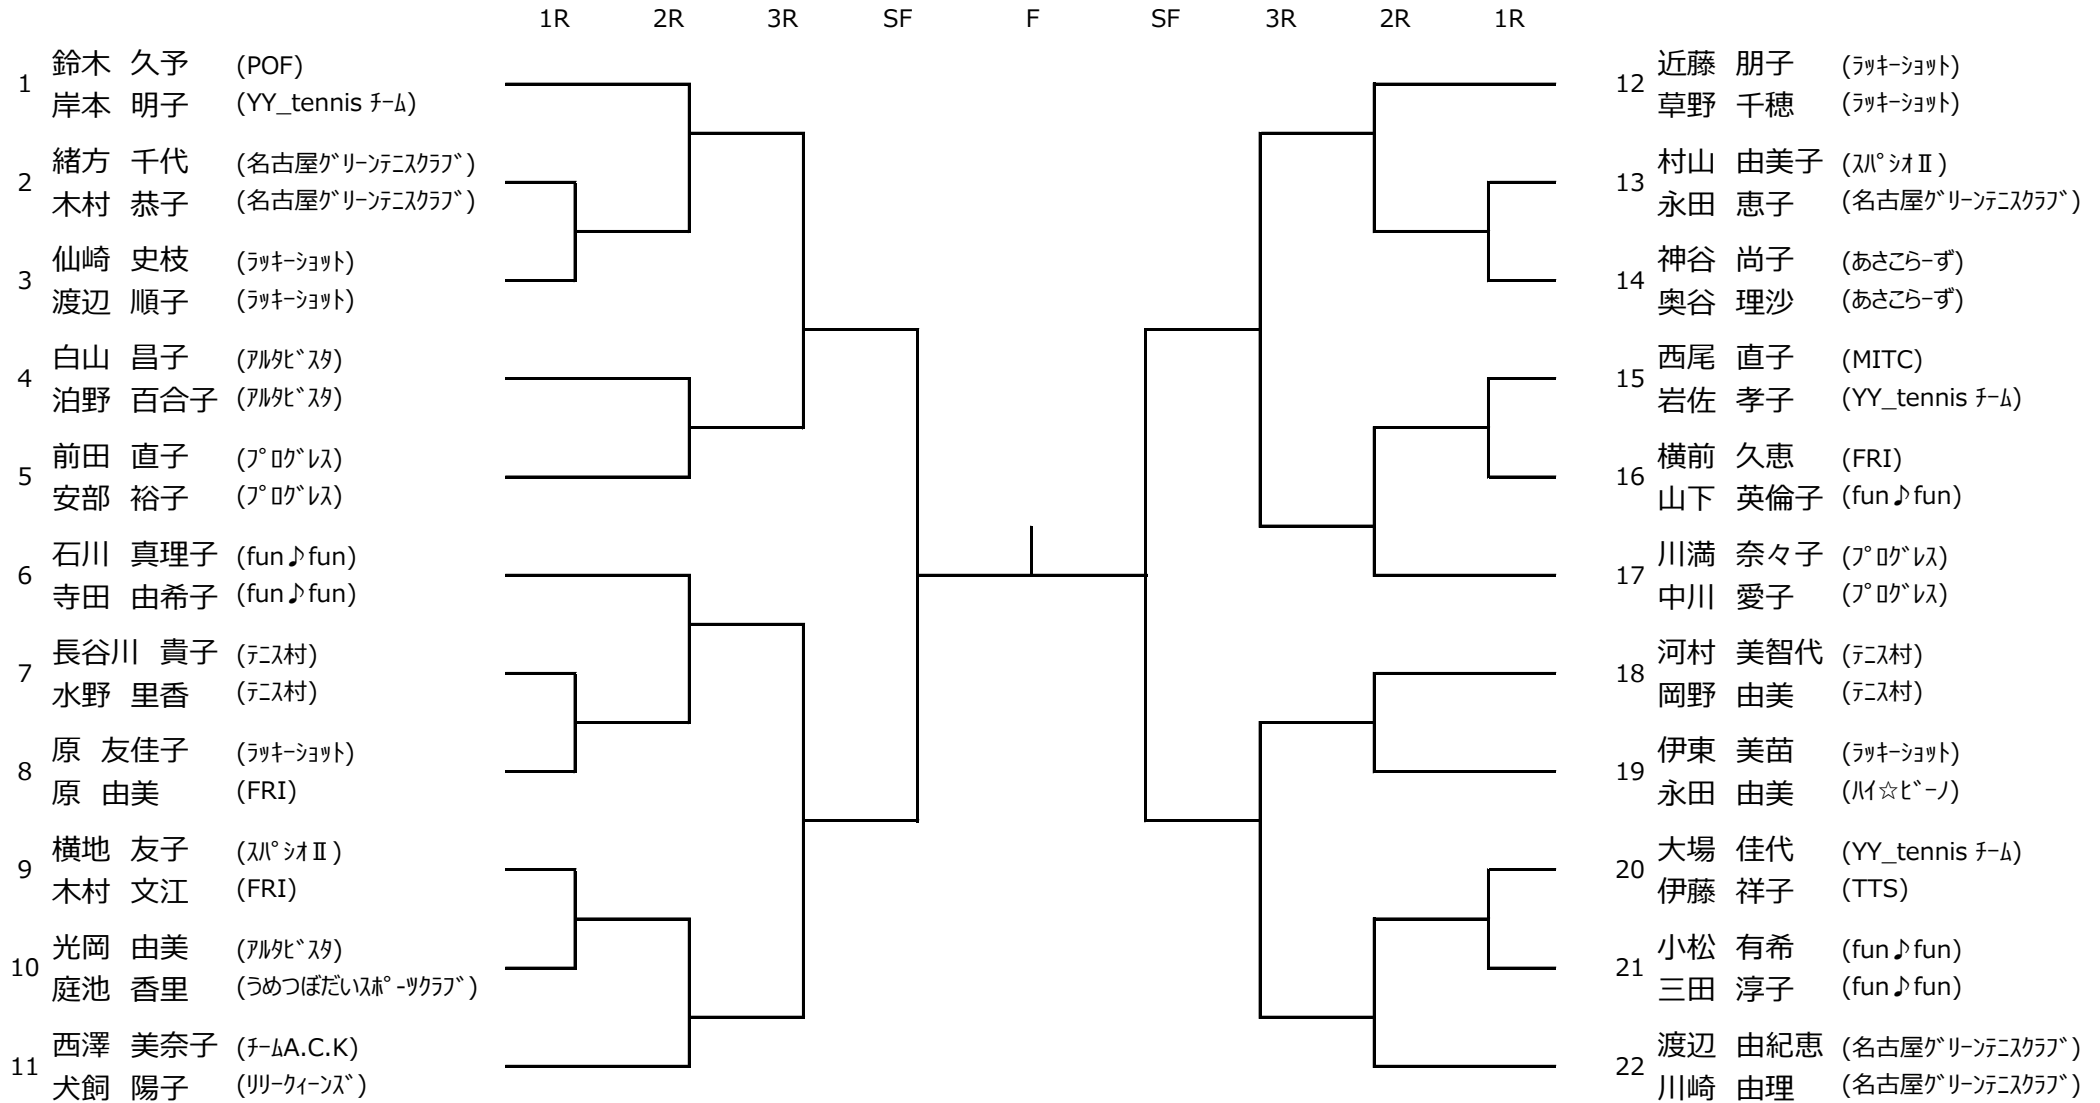 1R 2R 3R SF F SF 3R 2R 1R
1
鈴木 久予 (POF)
岸本 明子 (YY_tennis ﾁｰﾑ)
2
緒方 千代 (名古屋ｸﾞﾘｰﾝﾃﾆｽｸﾗﾌﾞ)
木村 恭子 (名古屋ｸﾞﾘｰﾝﾃﾆｽｸﾗﾌﾞ)
3
仙崎 史枝 (ﾗｯｷｰｼｮｯﾄ)
渡辺 順子 (ﾗｯｷｰｼｮｯﾄ)
4
白山 昌子 (ｱﾙﾀﾋﾞｽﾀ)
泊野 百合子 (ｱﾙﾀﾋﾞｽﾀ)
5
前田 直子 (ﾌﾟﾛｸﾞﾚｽ)
安部 裕子 (ﾌﾟﾛｸﾞﾚｽ)
6
石川 真理子 (fun♪fun)
寺田 由希子 (fun♪fun)
7
長谷川 貴子 (ﾃﾆｽ村)
水野 里香 (ﾃﾆｽ村)
8
原 友佳子 (ﾗｯｷｰｼｮｯﾄ)
原 由美 (FRI)
9
横地 友子 (ｽﾊﾟｼｵⅡ)
木村 文江 (FRI)
10
光岡 由美 (ｱﾙﾀﾋﾞｽﾀ)
庭池 香里 (うめつぼだいｽﾎﾟｰﾂｸﾗﾌﾞ)
11
西澤 美奈子 (ﾁｰﾑA.C.K)
犬飼 陽子 (ﾘﾘｰｸｨｰﾝｽﾞ)
12
近藤 朋子 (ﾗｯｷｰｼｮｯﾄ)
草野 千穂 (ﾗｯｷｰｼｮｯﾄ)
13
村山 由美子 (ｽﾊﾟｼｵⅡ)
永田 恵子 (名古屋ｸﾞﾘｰﾝﾃﾆｽｸﾗﾌﾞ)
14
神谷 尚子 (あさこらｰず)
奥谷 理沙 (あさこらｰず)
15
西尾 直子 (MITC)
岩佐 孝子 (YY_tennis ﾁｰﾑ)
16
横前 久恵 (FRI)
山下 英倫子 (fun♪fun)
17
川満 奈々子 (ﾌﾟﾛｸﾞﾚｽ)
中川 愛子 (ﾌﾟﾛｸﾞﾚｽ)
18
河村 美智代 (ﾃﾆｽ村)
岡野 由美 (ﾃﾆｽ村)
19
伊東 美苗 (ﾗｯｷｰｼｮｯﾄ)
永田 由美 (ﾊｲ☆ﾋﾞｰﾉ)
20
大場 佳代 (YY_tennis ﾁｰﾑ)
伊藤 祥子 (TTS)
21
小松 有希 (fun♪fun)
三田 淳子 (fun♪fun)
22
渡辺 由紀恵 (名古屋ｸﾞﾘｰﾝﾃﾆｽｸﾗﾌﾞ)
川崎 由理 (名古屋ｸﾞﾘｰﾝﾃﾆｽｸﾗﾌﾞ)